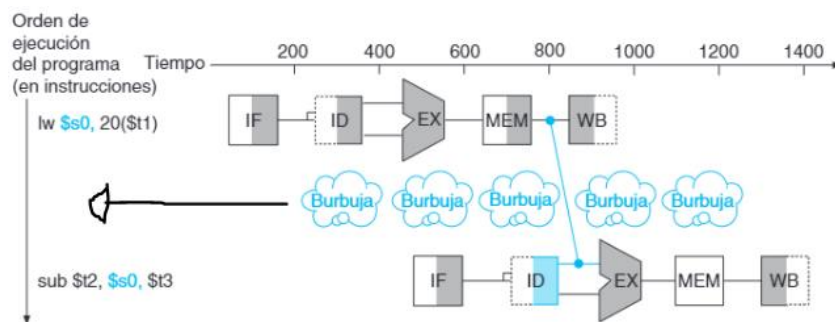 Orden de
ejecución
del programa
(en instrucciones)
Tiempo
200 400 600 800 1000 1200 1400
lw $s0, 20($t1)
IF ID EX MEM WB
Burbuja Burbuja Burbuja Burbuja Burbuja
sub $t2, $s0, $t3
IF ID EX MEM WB